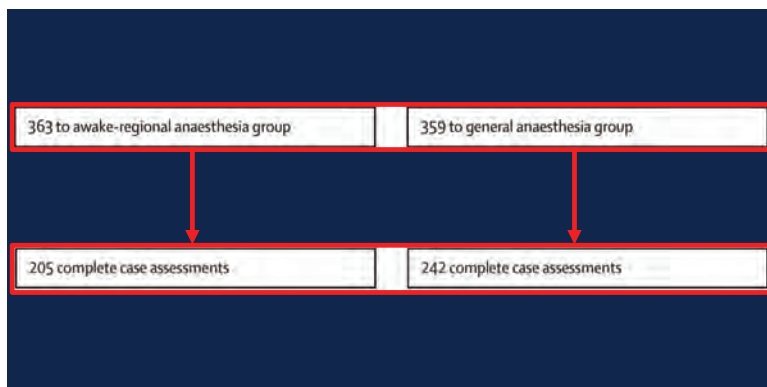 363 to awake-regional anaesthesia group
359 to general anaesthesia group
205 complete case assessments
242 complete case assessments